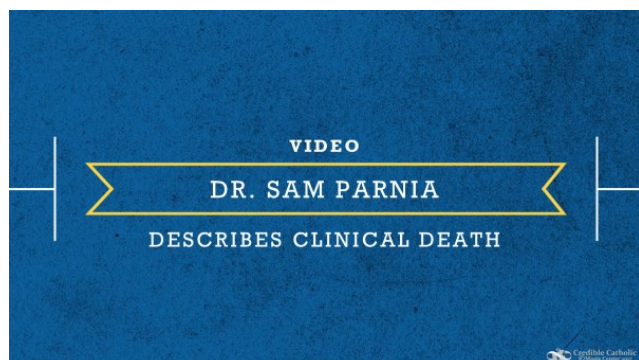 VIDEO
DR. SAM PARNIA
DESCRIBES CLINICAL DEATH
Credible Catholic